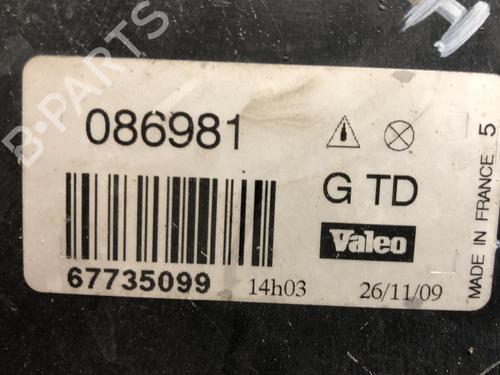 B-PARTS
086981
G TD
Valeo
67735099
14h03
26/11/09
MADE IN FRANCE 5